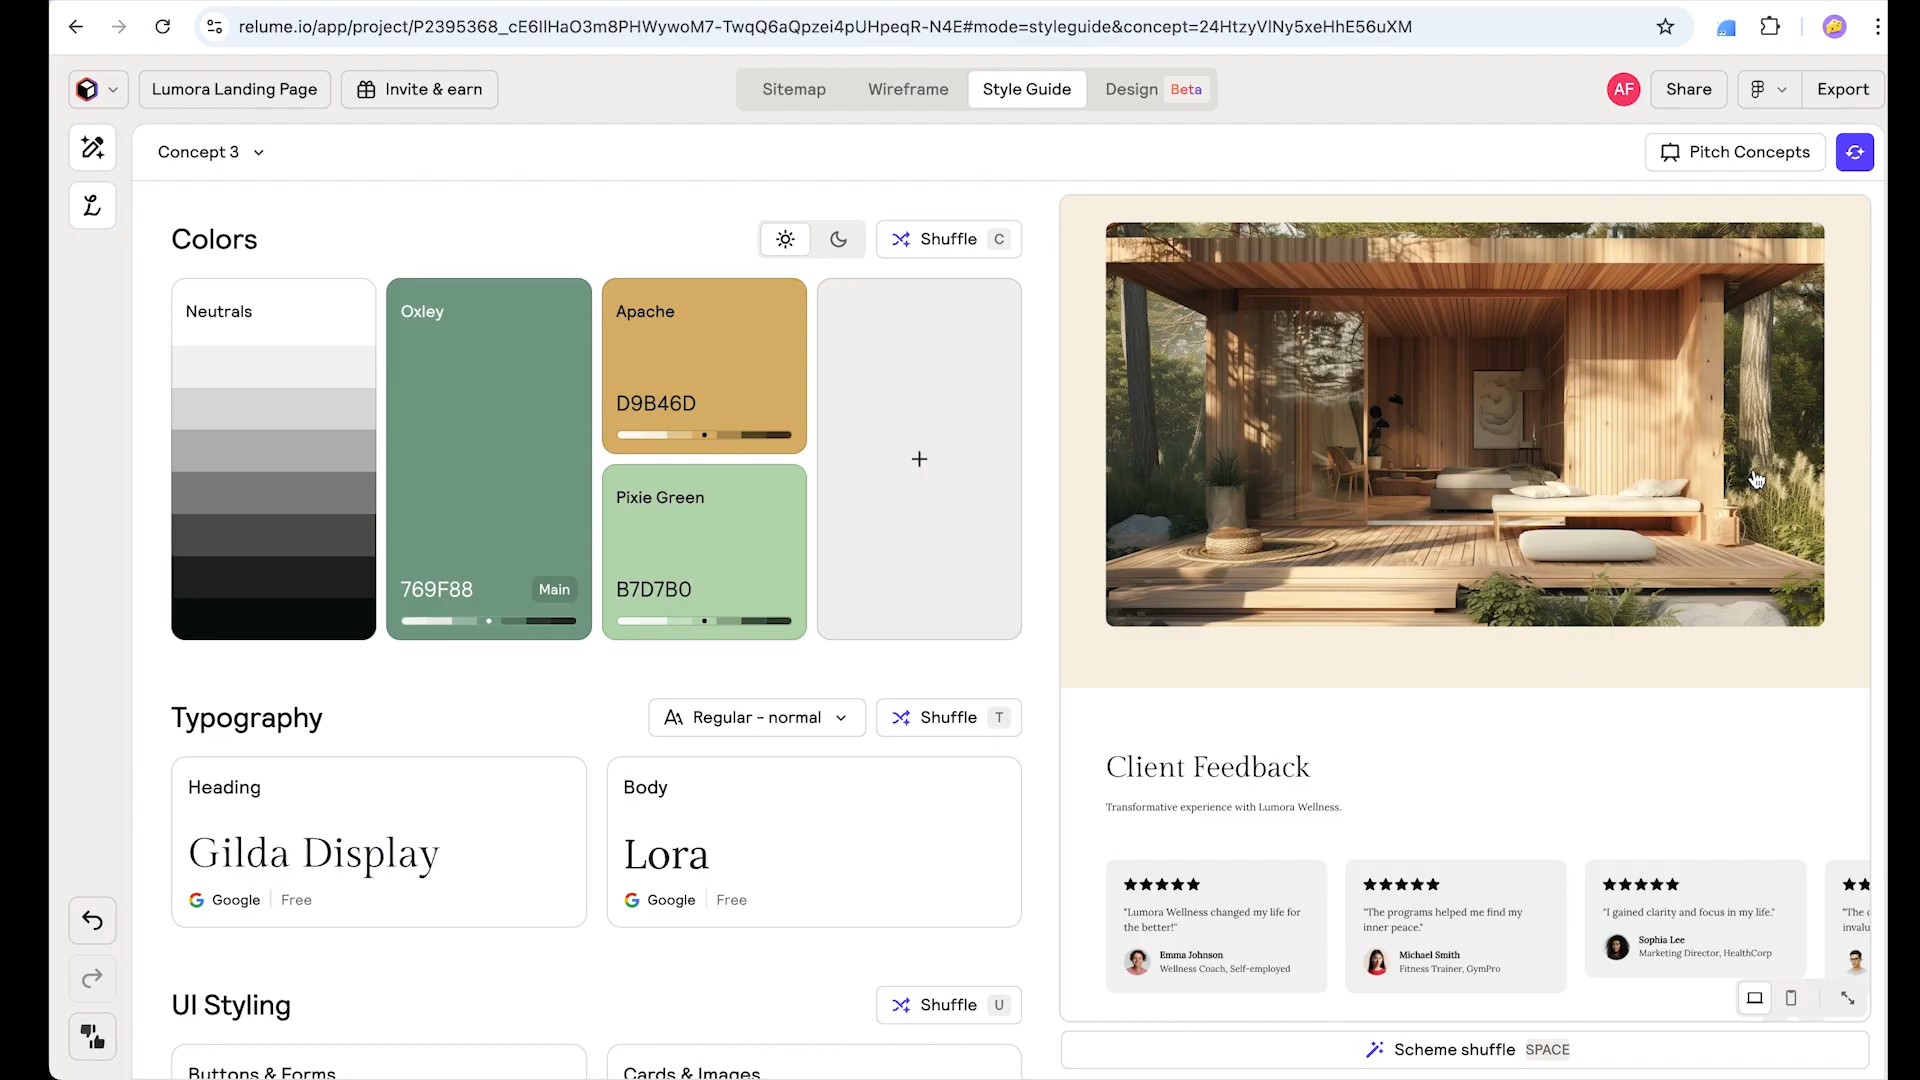 relume.io/app/project/P2395368_cE6IlHaO3m8PHWywoM7-TwqQ6aQpzei4pUHpeqR-N4E#mode=styleguide&concept=24HtzyVlNy5xeHhE56uXM
Lumora Landing Page
Invite & earn
Sitemap
Wireframe
Style Guide
Design Beta
AF
Share
Export
Concept 3
Pitch Concepts
Colors
Shuffle C
Neutrals
Oxley
769F88
Main
Apache
D9B46D
Pixie Green
B7D7B0
+
Typography
Regular - normal
Shuffle T
Heading
Gilda Display
Google Free
Body
Lora
Google Free
UI Styling
Shuffle U
Buttons & Forms
Cards & Images
Client Feedback
Transformative experience with Lumora Wellness.
"Lumora Wellness changed my life for
the better!"
Emma Johnson
Wellness Coach, Self-employed
"The programs helped me find my
inner peace."
Michael Smith
Fitness Trainer, GymPro
"I gained clarity and focus in my life."
Sophia Lee
Marketing Director, HealthCorp
"The
invalu
Scheme shuffle SPACE